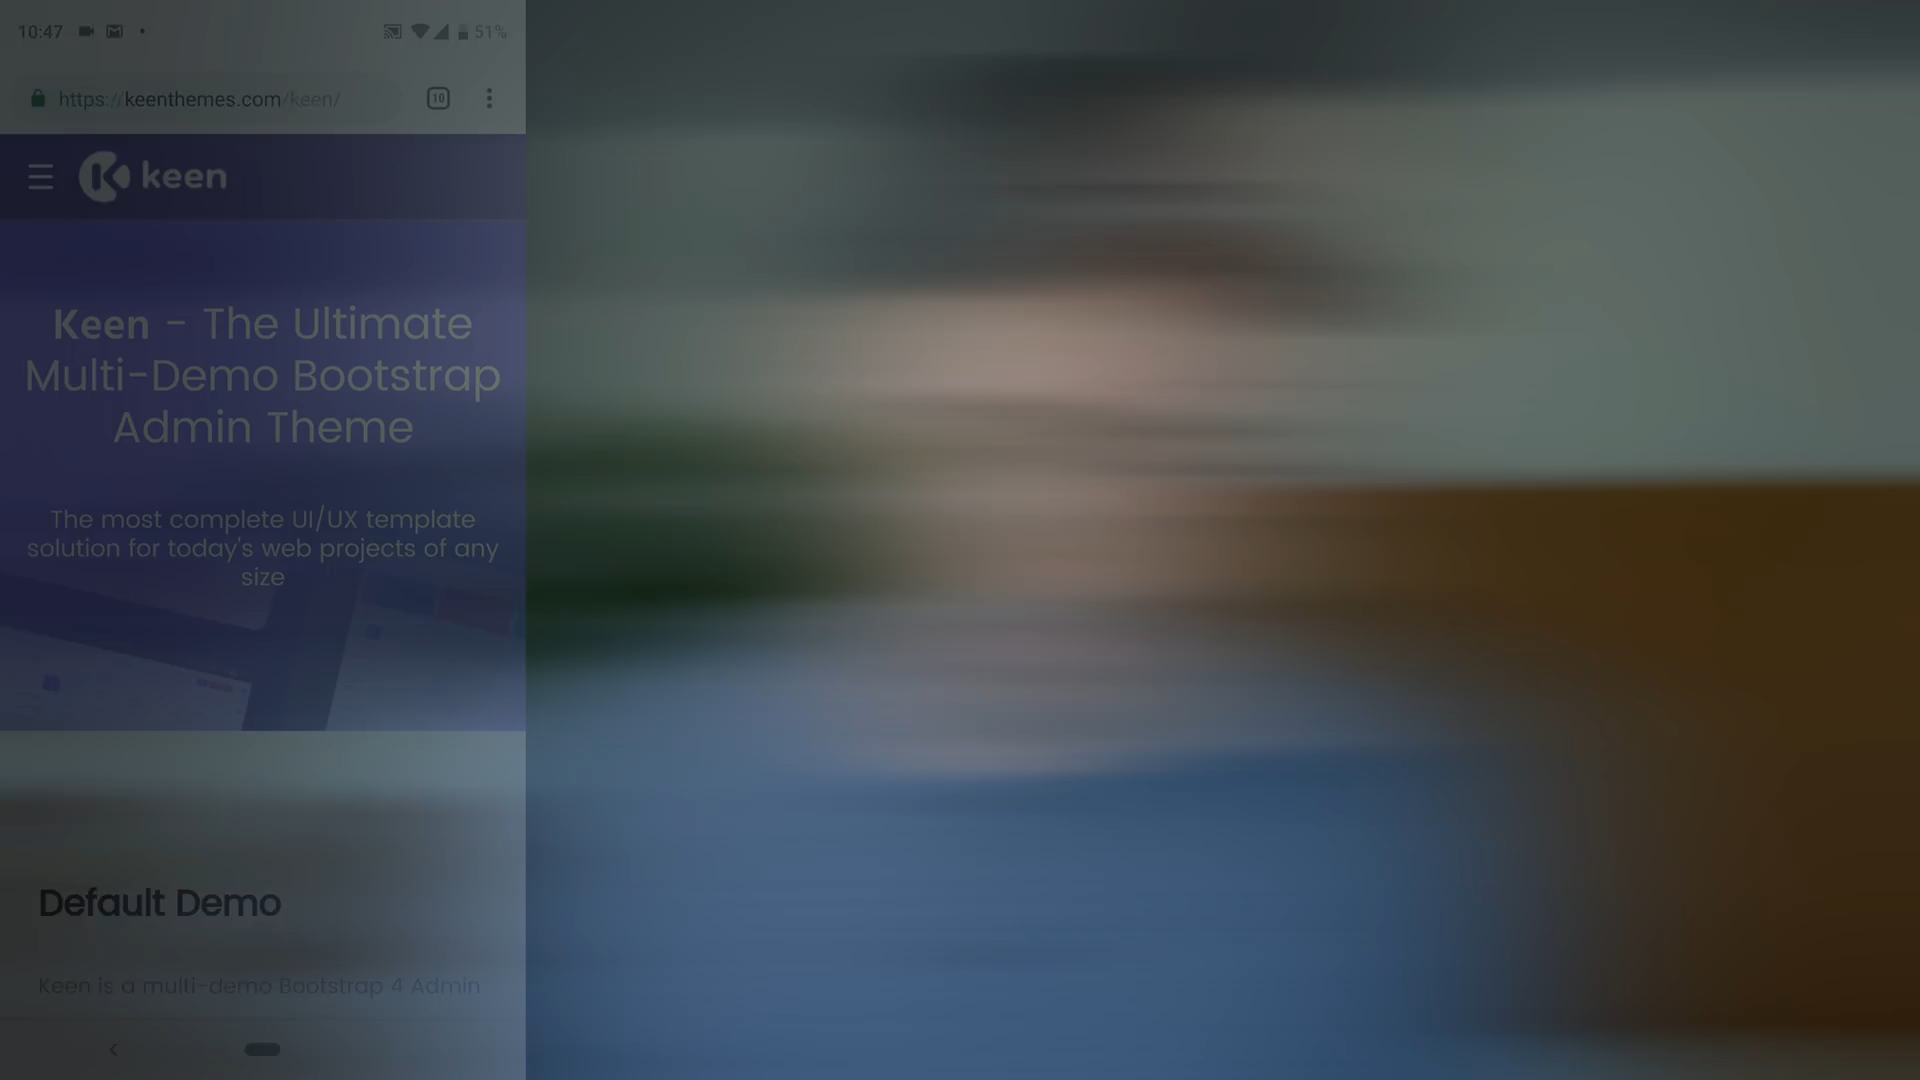 10:47
51%
https://keenthemes.com/keen/
10
keen
Keen - The Ultimate
Multi-Demo Bootstrap
Admin Theme
The most complete UI/UX template
solution for today's web projects of any
size
Default Demo
Keen is a multi-demo Bootstrap 4 Admin